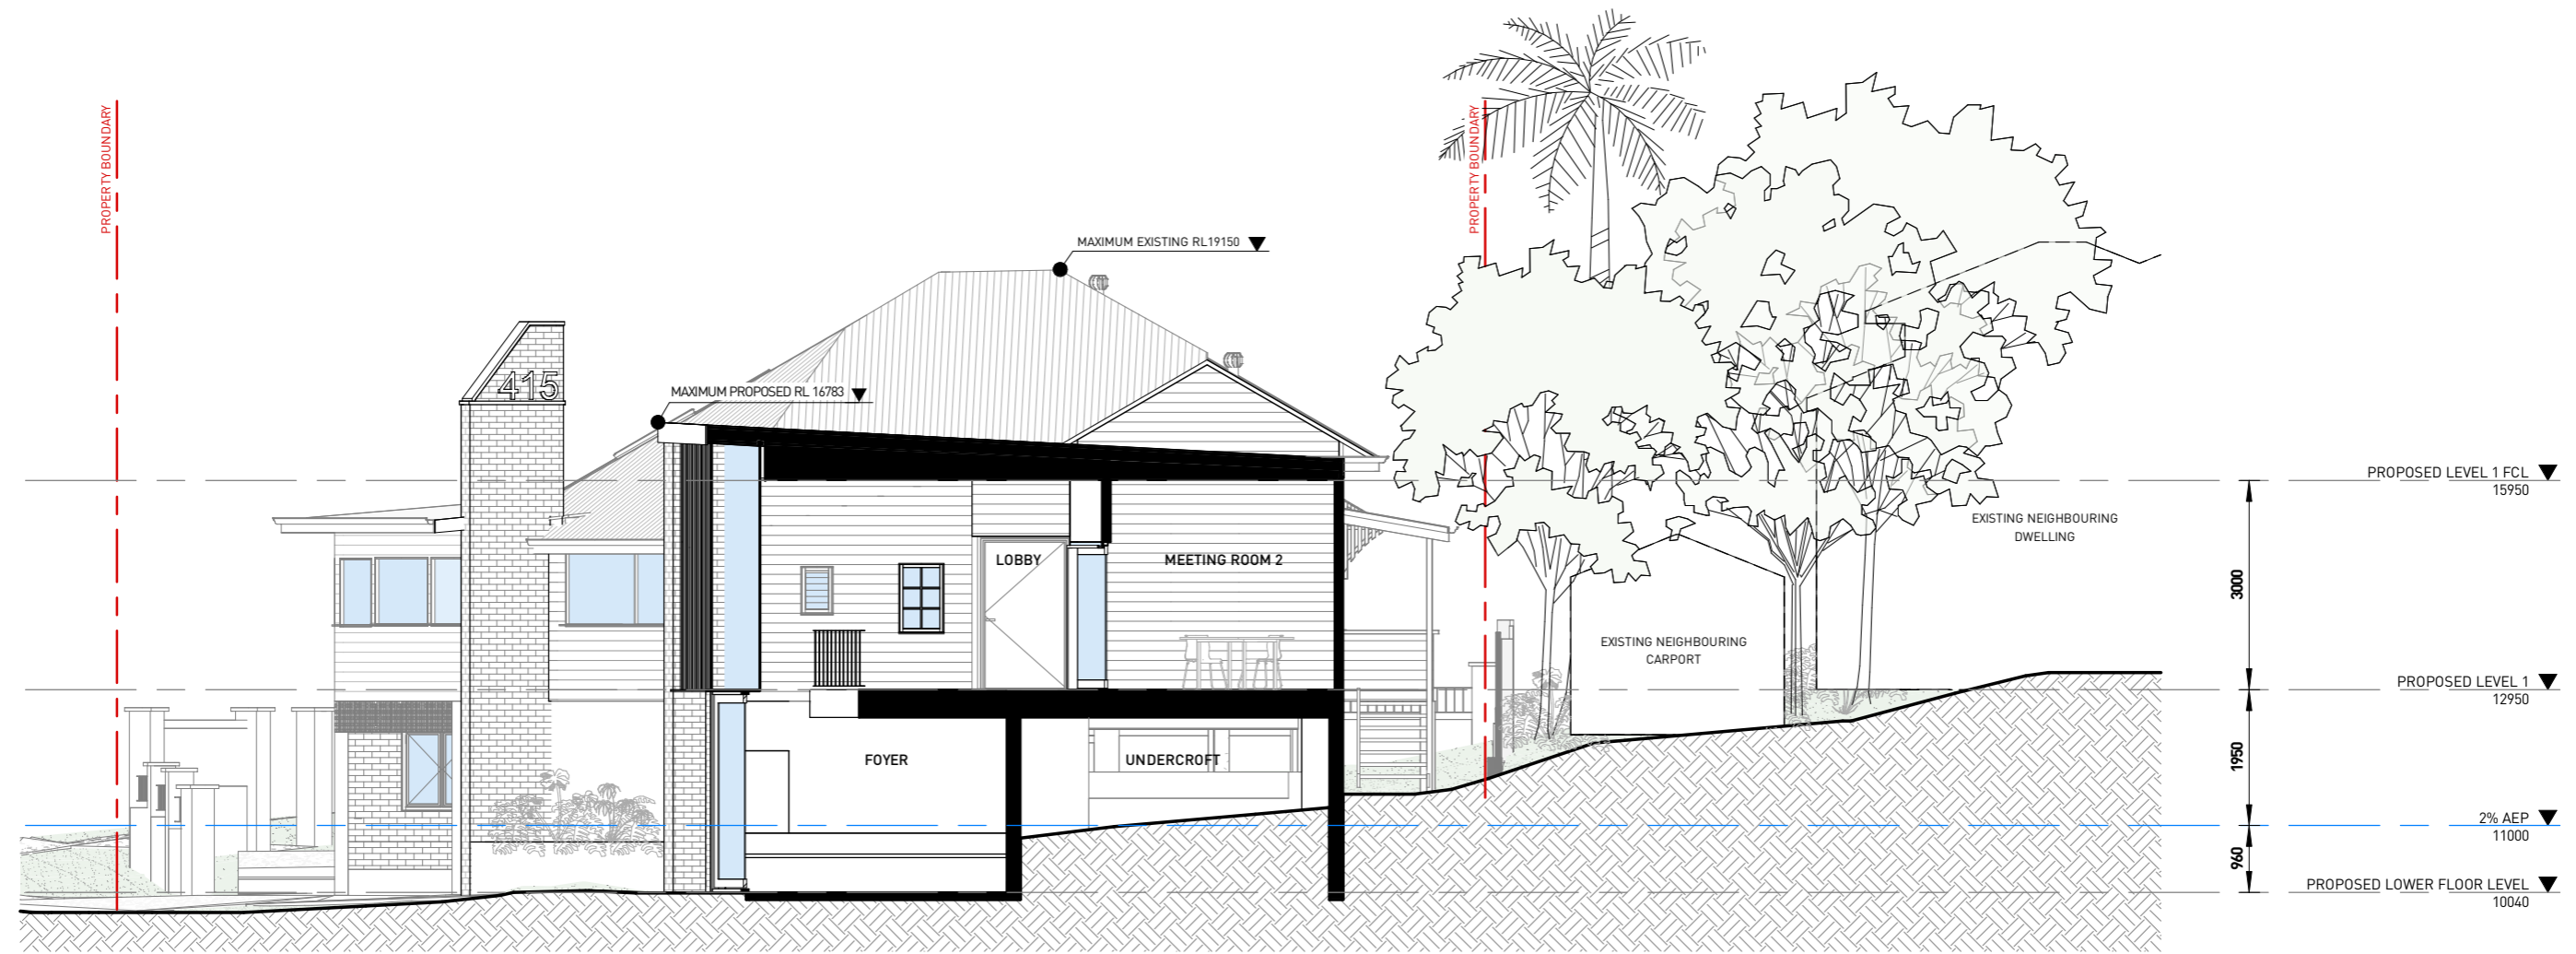 PROPERTY BOUNDARY
PROPERTY BOUNDARY
MAXIMUM EXISTING RL19150
415
MAXIMUM PROPOSED RL 16783
PROPOSED LEVEL 1 FCL
15950
EXISTING NEIGHBOURING
DWELLING
LOBBY
MEETING ROOM 2
3000
EXISTING NEIGHBOURING
CARPORT
PROPOSED LEVEL 1
12950
FOYER
UNDERCROFT
1950
2% AEP
11000
960
PROPOSED LOWER FLOOR LEVEL
10040